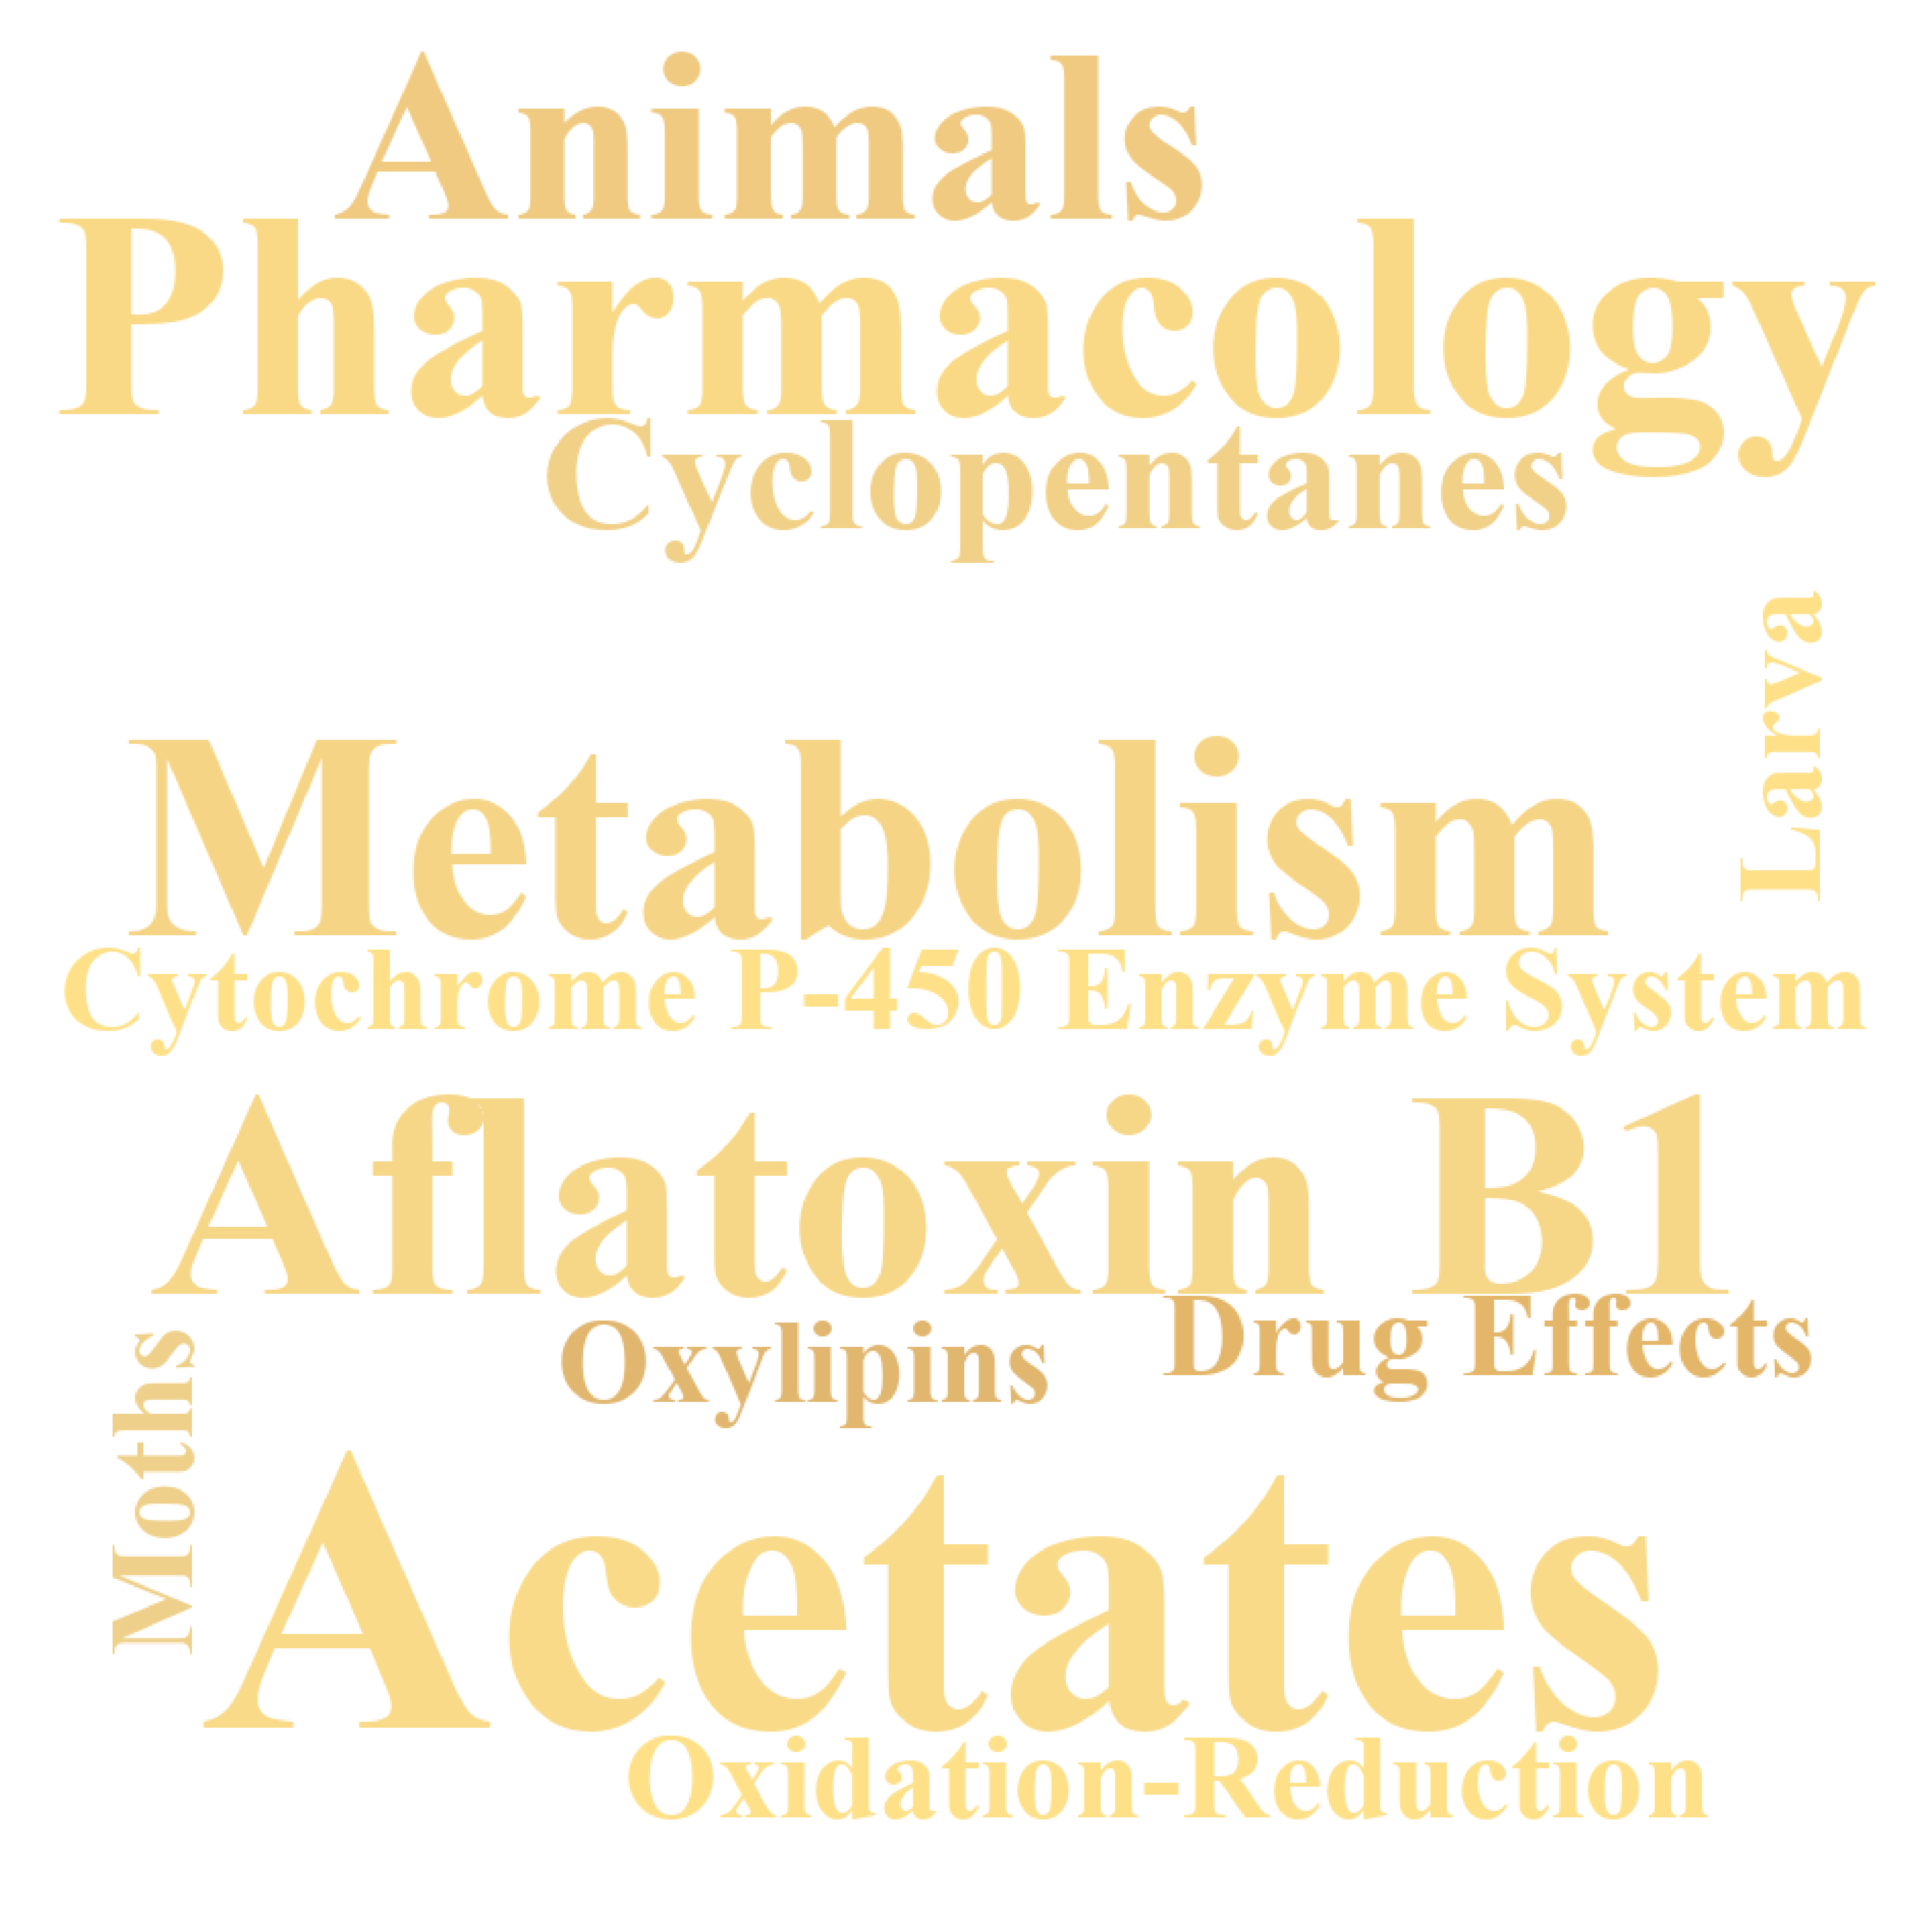 Animals
Pharmacology
Cyclopentanes
Larva
Metabolism
Cytochrome P-450 Enzyme System
Aflatoxin B1
Drug Effects
Oxylipins
Moths
Acetates
Oxidation-Reduction